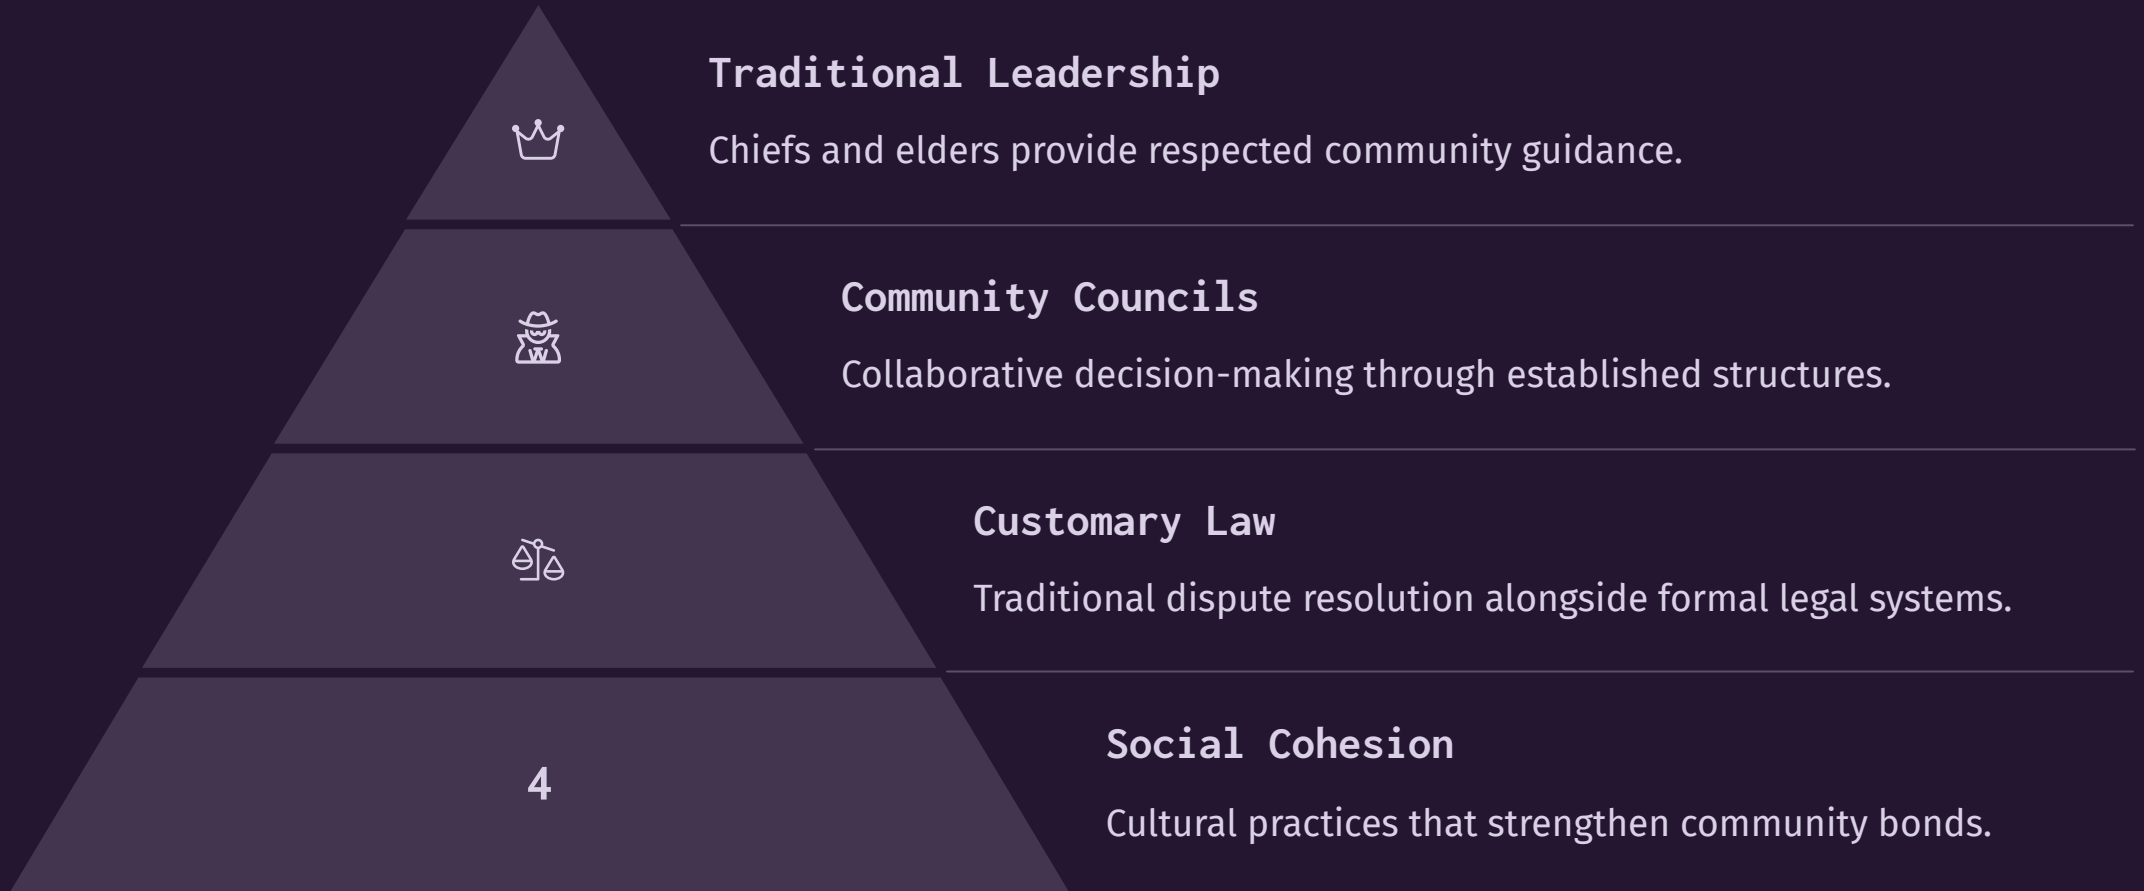 Traditional Leadership
Chiefs and elders provide respected community guidance.
Community Councils
Collaborative decision-making through established structures.
Customary Law
Traditional dispute resolution alongside formal legal systems.
4
Social Cohesion
Cultural practices that strengthen community bonds.